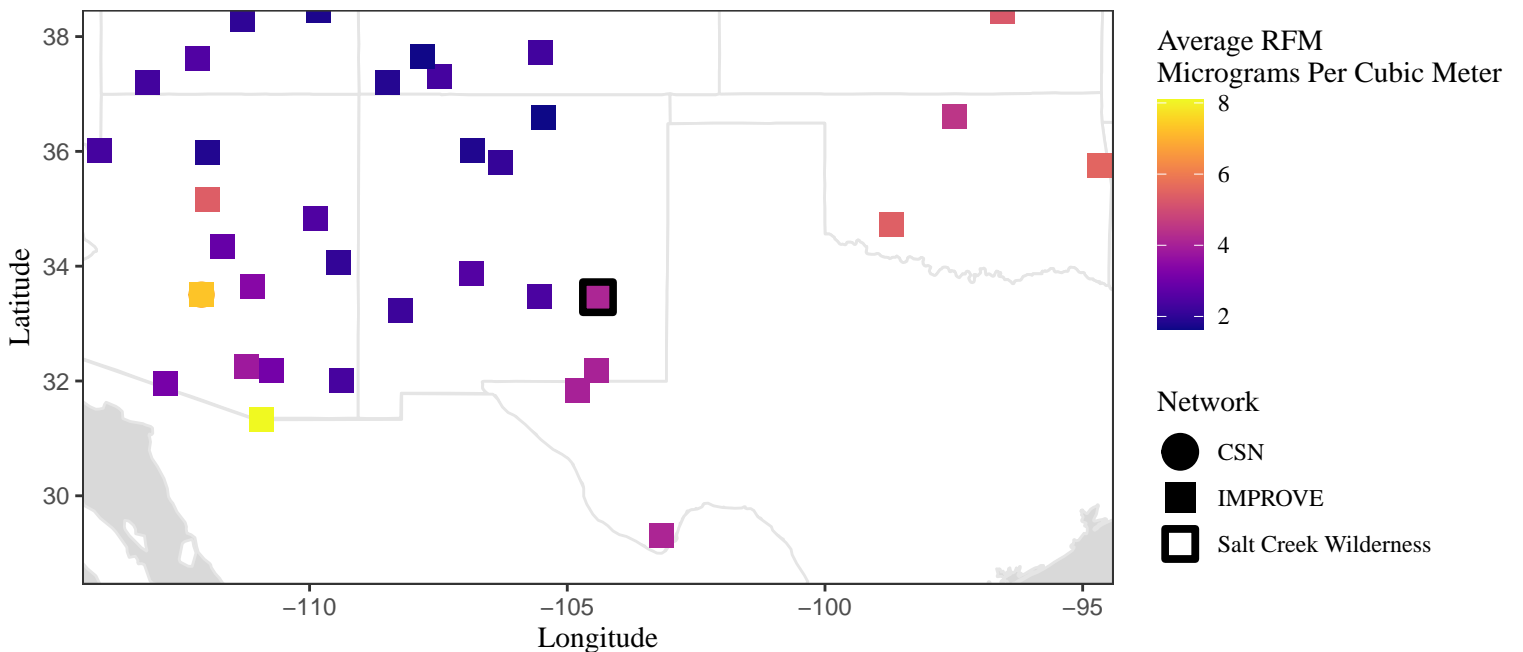 Average RFM
Micrograms Per Cubic Meter
8
6
4
2
Network
CSN
IMPROVE
Salt Creek Wilderness
38
36
34
32
30
Latitude
−110
−105
−100
−95
Longitude